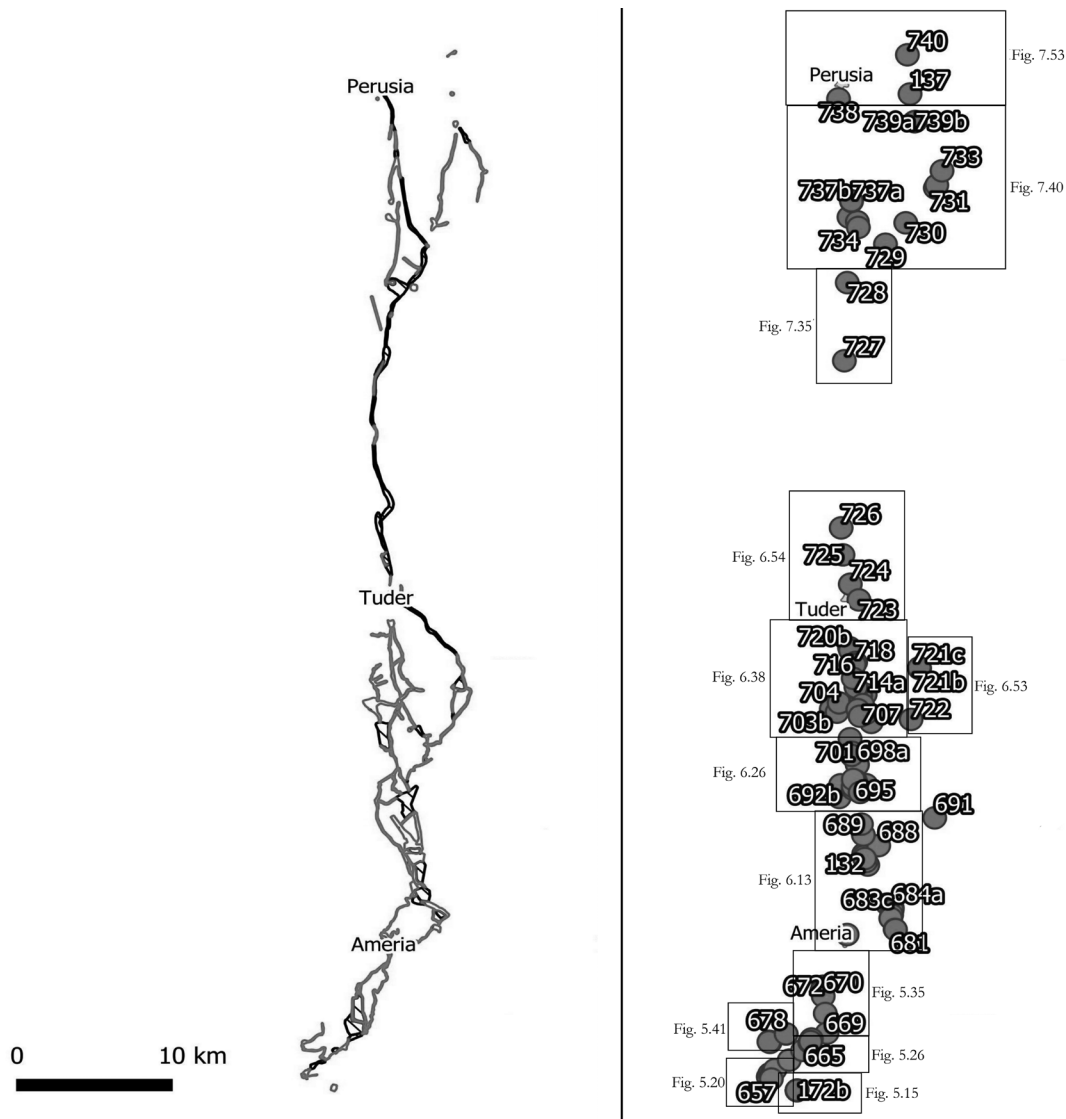 Perusia
Tuder
Ameria
0 10 km
740
Fig. 7.53
Perusia
137
738
739a 739b
733
Fig. 7.40
737b 737a
731
734
730
729
728
Fig. 7.35
727
726
Fig. 6.54
725
724
Tuder
723
720b
718
716
721c
Fig. 6.38
714a
721b
Fig. 6.53
704
703b
707
722
701
698a
Fig. 6.26
692b
695
691
689
688
132
Fig. 6.13
683c
684a
Ameria
681
672
670
Fig. 5.35
678
669
Fig. 5.41
665
Fig. 5.26
Fig. 5.20
657
172b
Fig. 5.15